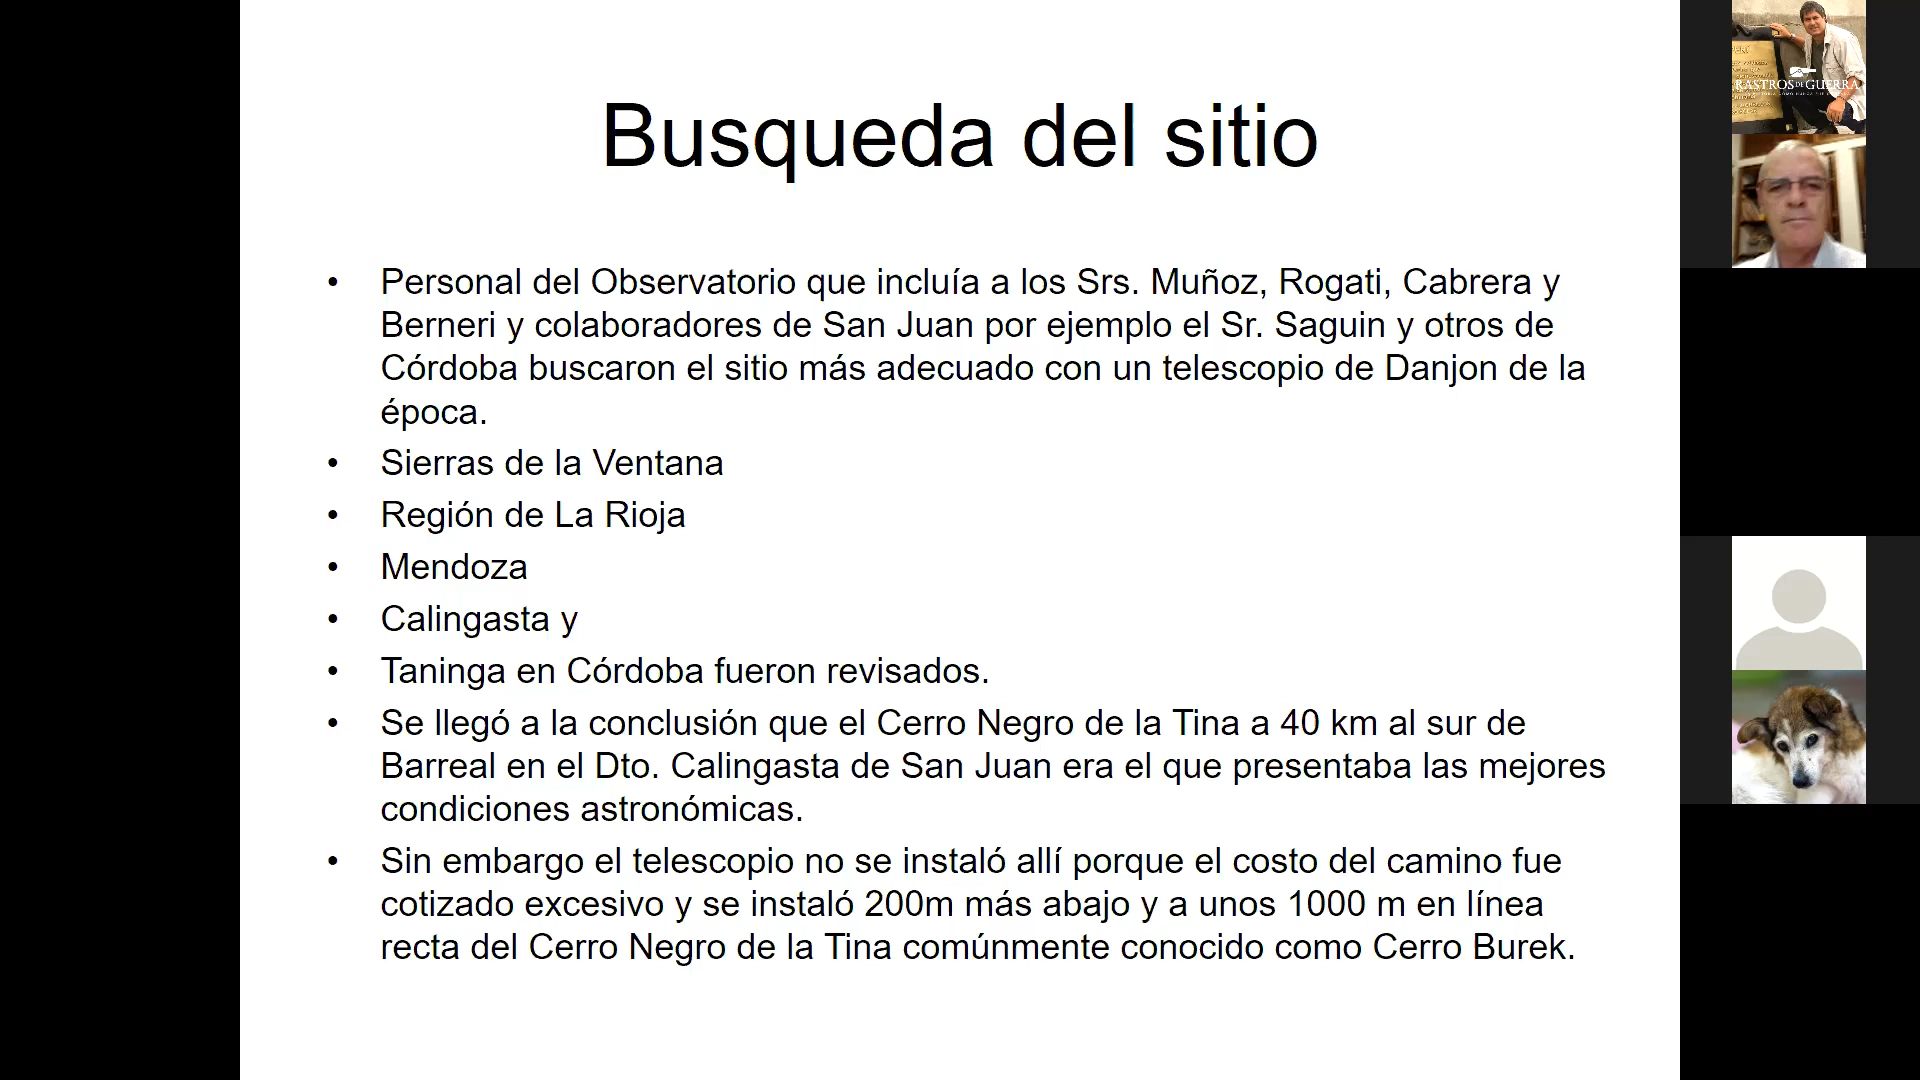 Busqueda del sitio
• Personal del Observatorio que incluía a los Srs. Muñoz, Rogati, Cabrera y
Berneri y colaboradores de San Juan por ejemplo el Sr. Saguin y otros de
Córdoba buscaron el sitio más adecuado con un telescopio de Danjon de la
época.
• Sierras de la Ventana
• Región de La Rioja
• Mendoza
• Calingasta y
• Taninga en Córdoba fueron revisados.
• Se llegó a la conclusión que el Cerro Negro de la Tina a 40 km al sur de
Barreal en el Dto. Calingasta de San Juan era el que presentaba las mejores
condiciones astronómicas.
• Sin embargo el telescopio no se instaló allí porque el costo del camino fue
cotizado excesivo y se instaló 200m más abajo y a unos 1000 m en línea
recta del Cerro Negro de la Tina comúnmente conocido como Cerro Burek.
RASTROS DE GUERRA